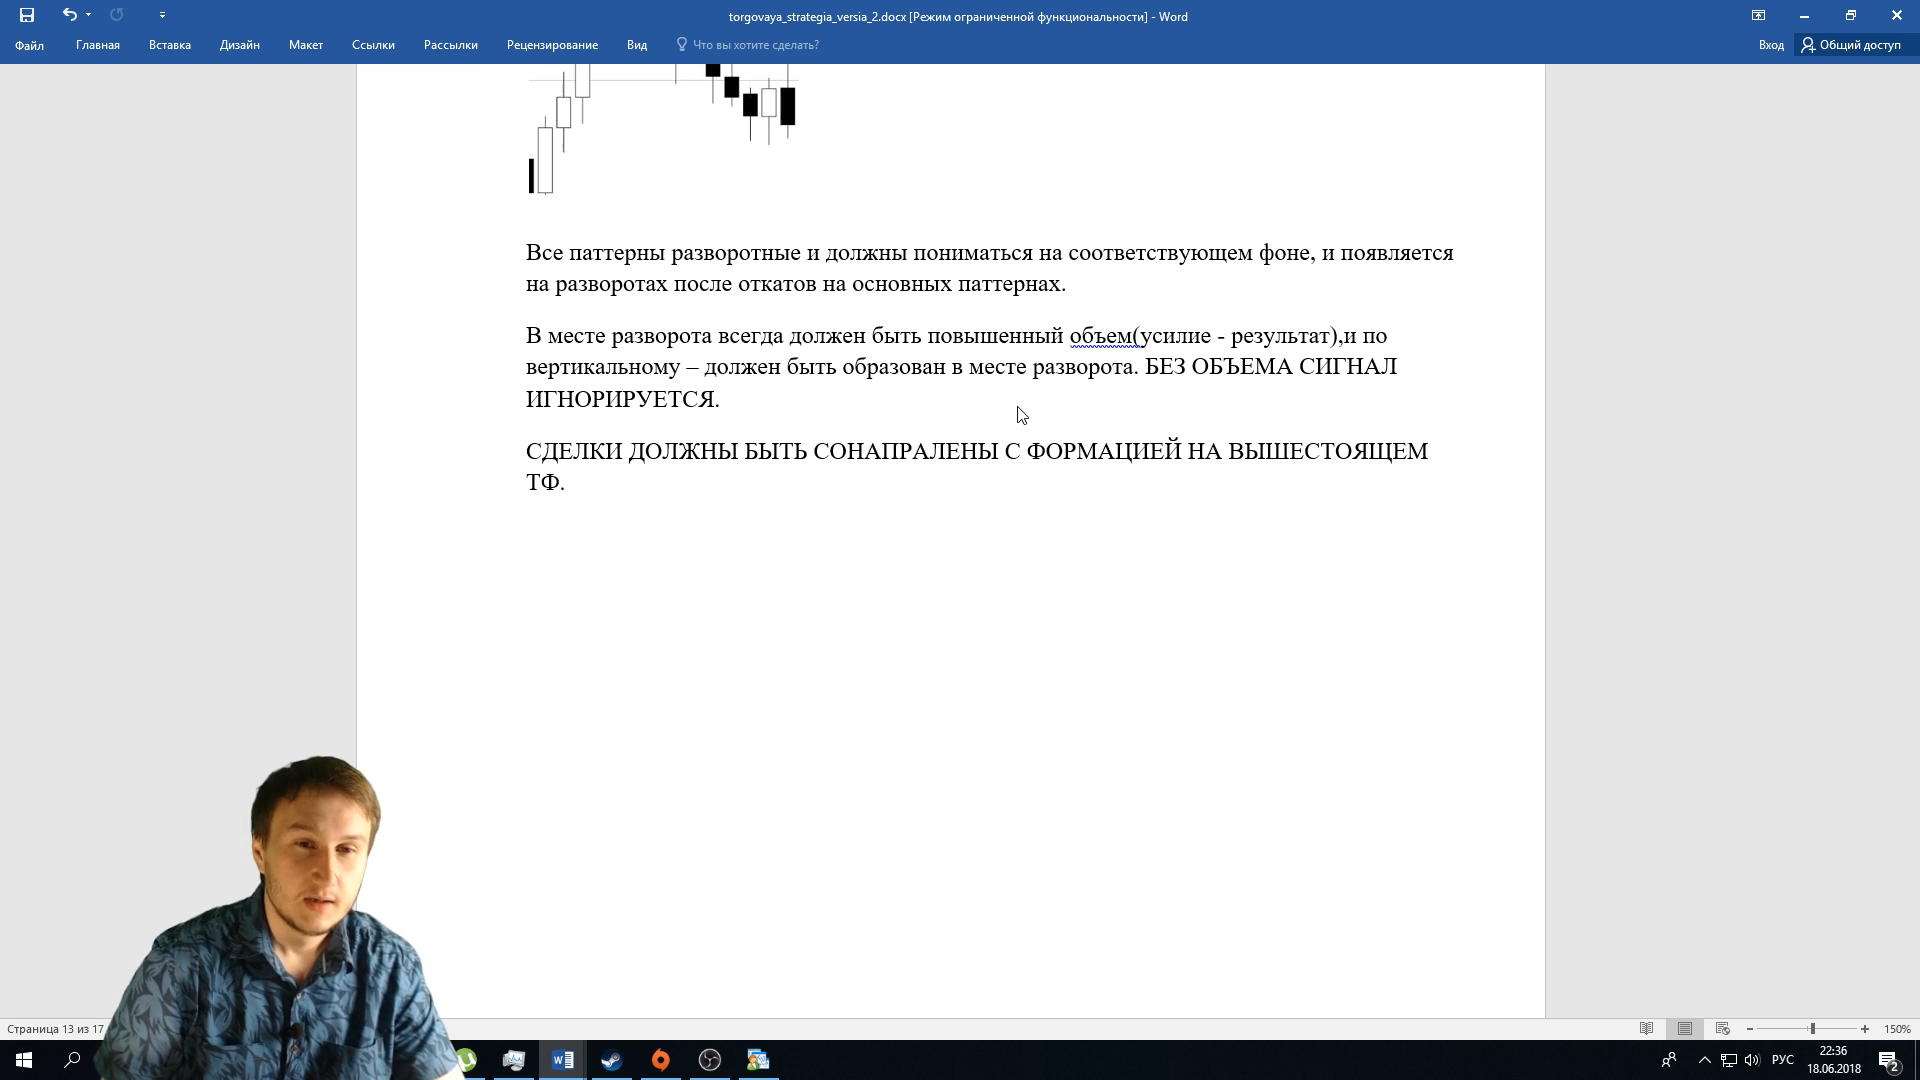 torgovaya_strategia_versia_2.docx [Режим ограниченной функциональности] - Word
Файл Главная Вставка Дизайн Макет Ссылки Рассылки Рецензирование Вид Что вы хотите сделать? Вход Общий доступ
Все паттерны разворотные и должны пониматься на соответствующем фоне, и появляется
на разворотах после откатов на основных паттернах.
В месте разворота всегда должен быть повышенный объем(усилие - результат),и по
вертикальному – должен быть образован в месте разворота. БЕЗ ОБЪЕМА СИГНАЛ
ИГНОРИРУЕТСЯ.
СДЕЛКИ ДОЛЖНЫ БЫТЬ СОНАПРАЛЕНЫ С ФОРМАЦИЕЙ НА ВЫШЕСТОЯЩЕМ
ТФ.
Страница 13 из 17 150%
РУС 22:36
18.06.2018 2